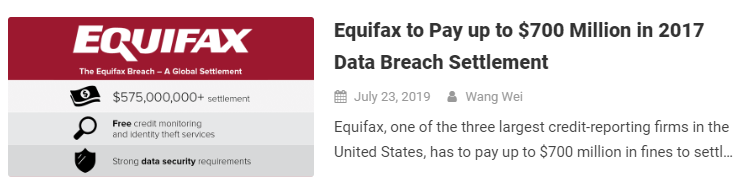 EQUIFAX
The Equifax Breach – A Global Settlement
$575,000,000+ settlement
Free credit monitoring
and identity theft services
Strong data security requirements
Equifax to Pay up to $700 Million in 2017
Data Breach Settlement
July 23, 2019 Wang Wei
Equifax, one of the three largest credit-reporting firms in the
United States, has to pay up to $700 million in fines to settl...